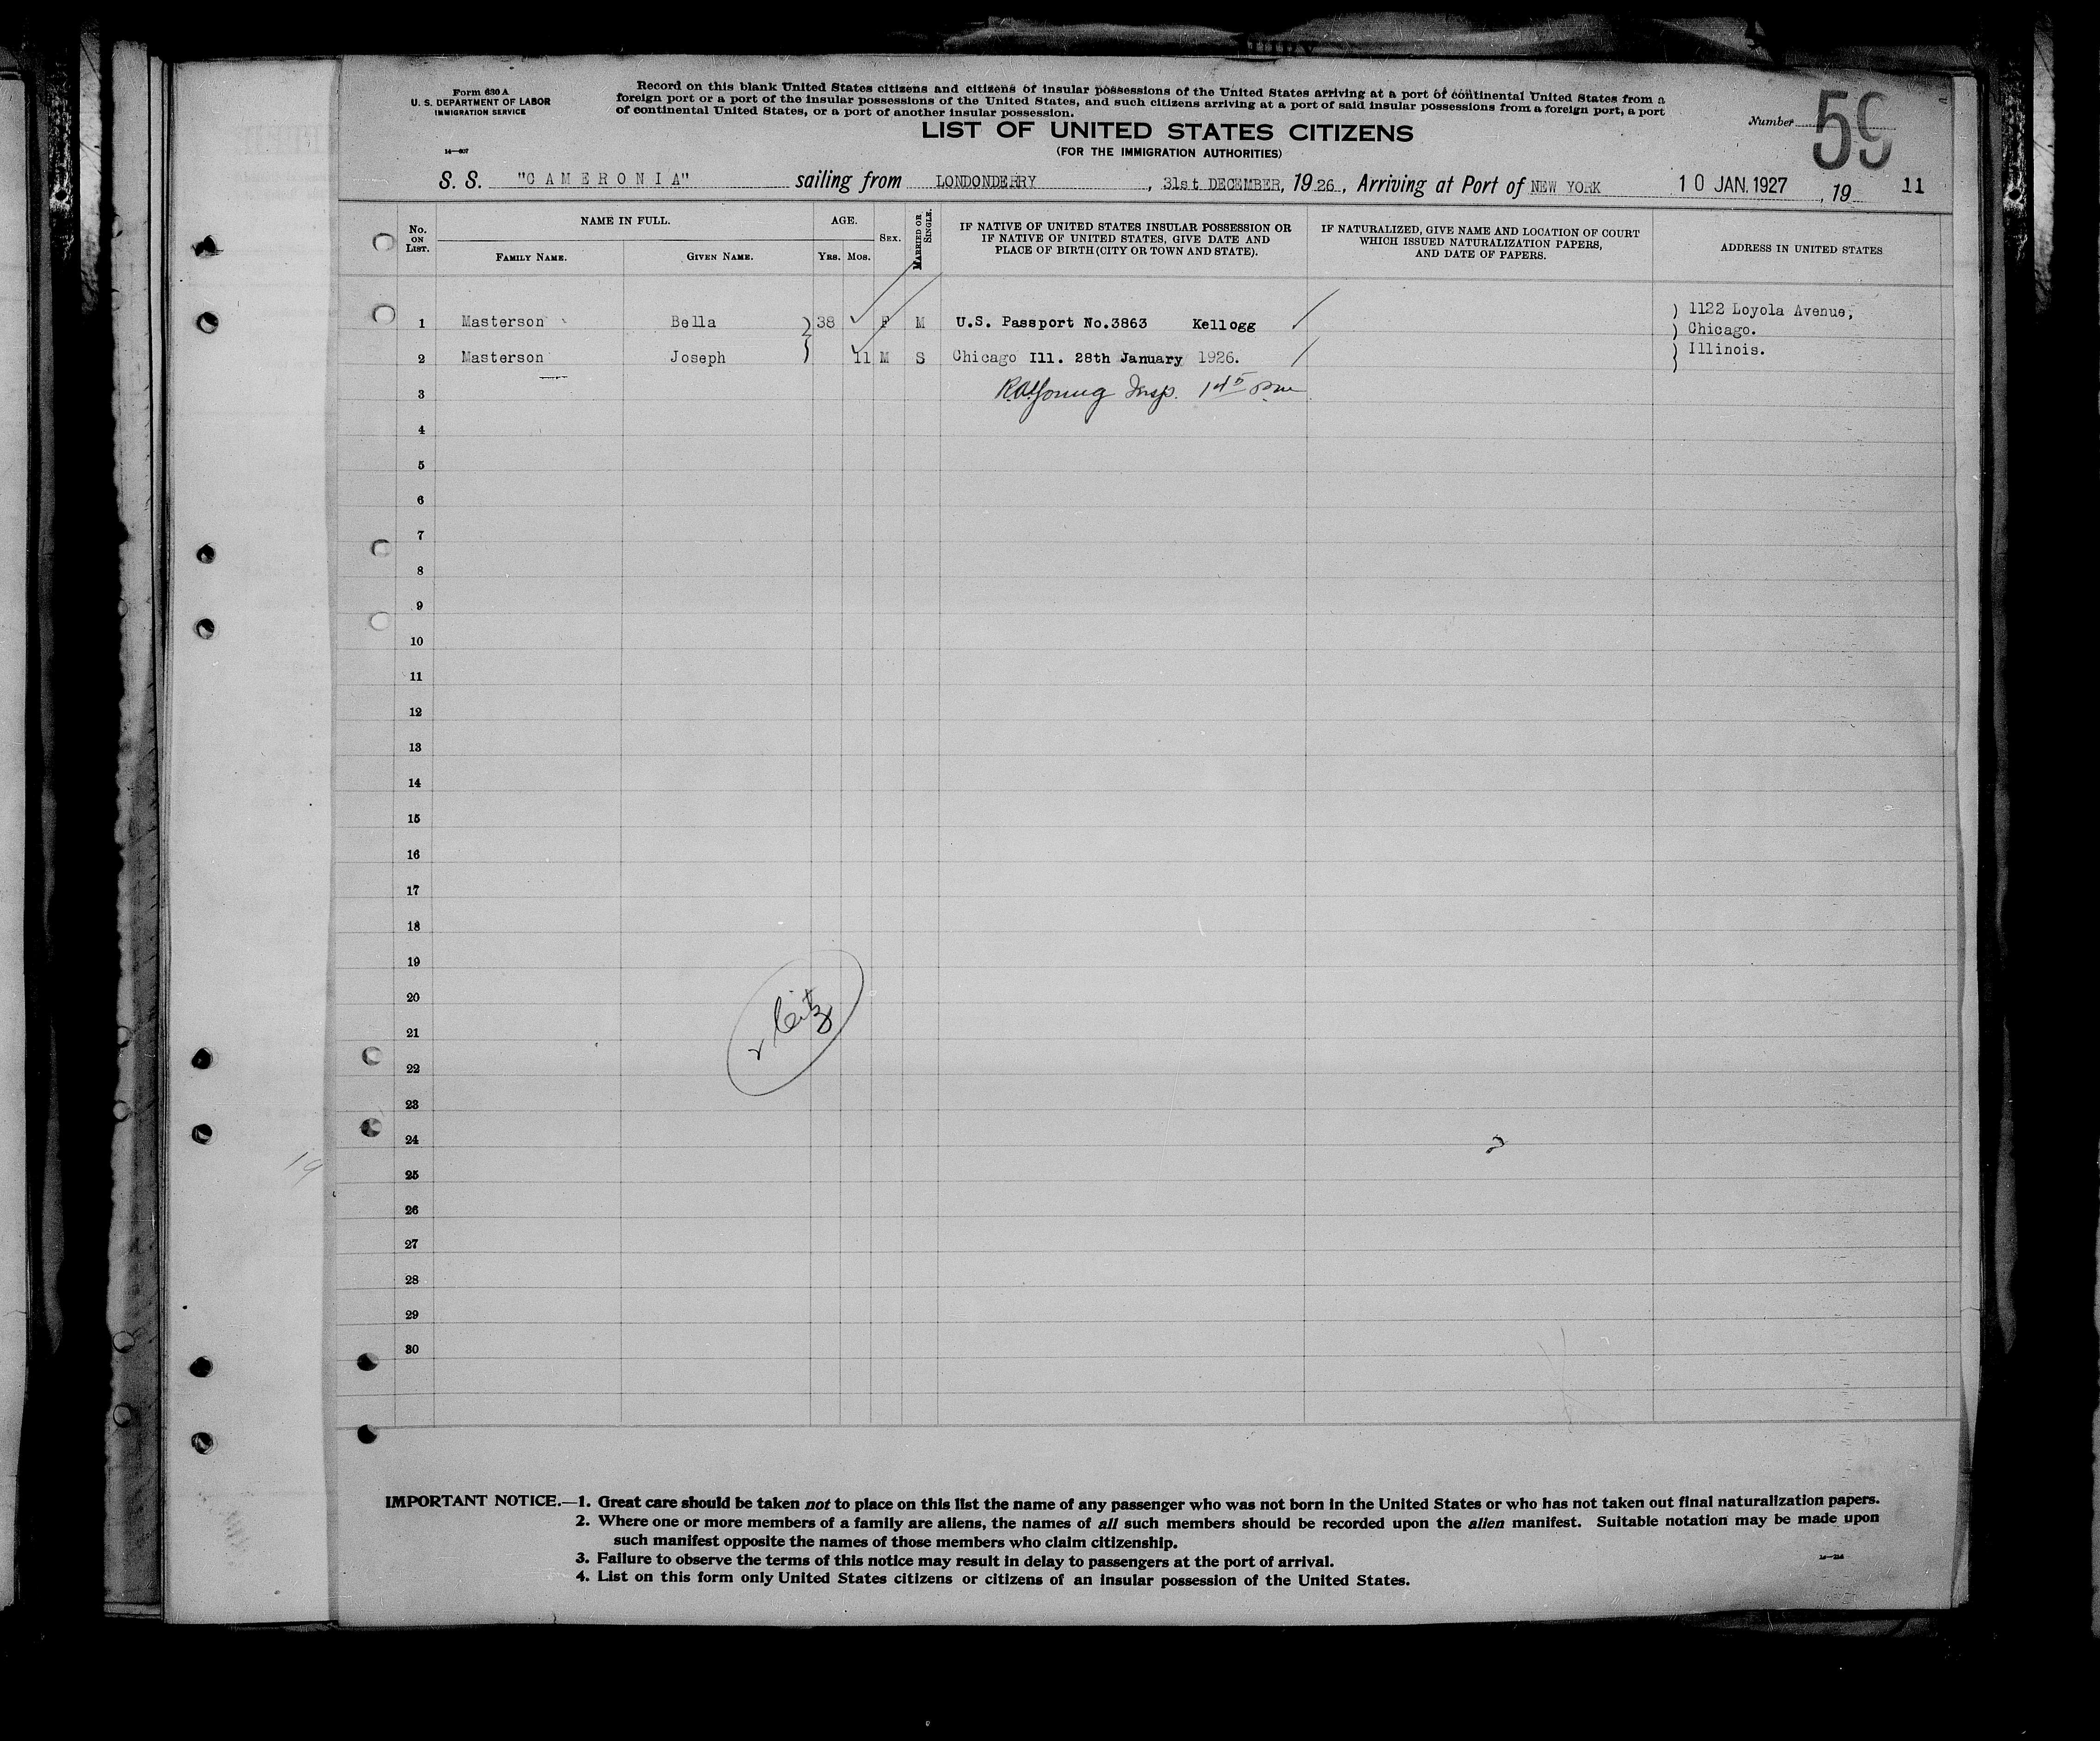 Form 630 A
U. S. DEPARTMENT OF LABOR
IMMIGRATION SERVICE
14—607
Record on this blank United States citizens and citizens of insular possessions of the United States arriving at a port of continental United States from a
foreign port or a port of the insular possessions of the United States, and such citizens arriving at a port of said insular possessions from a foreign port, a port
of continental United States, or a port of another insular possession.
LIST OF UNITED STATES CITIZENS
(FOR THE IMMIGRATION AUTHORITIES)
Number 59
S. S. "CAMERONIA" sailing from LONDONDERRY, 31st DECEMBER, 1926, Arriving at Port of NEW YORK 10 JAN. 1927, 19 11
No. ON LIST.
NAME IN FULL.
FAMILY NAME. GIVEN NAME.
AGE.
YRS. MOS.
SEX.
MARRIED OR SINGLE.
IF NATIVE OF UNITED STATES INSULAR POSSESSION OR
IF NATIVE OF UNITED STATES, GIVE DATE AND
PLACE OF BIRTH (CITY OR TOWN AND STATE).
IF NATURALIZED, GIVE NAME AND LOCATION OF COURT
WHICH ISSUED NATURALIZATION PAPERS,
AND DATE OF PAPERS.
ADDRESS IN UNITED STATES
1 Masterson Bella 38 F M U.S. Passport No.3863 Kellogg
2 Masterson Joseph 11 M S Chicago Ill. 28th January 1926.
) 1122 Loyola Avenue,
) Chicago.
) Illinois.
3 Young Insp.
4
5
6
7
8
9
10
11
12
13
14
15
16
17
18
19
20
2 Citz
21
22
23
24
25
26
27
28
29
30
IMPORTANT NOTICE.—1. Great care should be taken not to place on this list the name of any passenger who was not born in the United States or who has not taken out final naturalization papers.
2. Where one or more members of a family are aliens, the names of all such members should be recorded upon the alien manifest. Suitable notation may be made upon
such manifest opposite the names of those members who claim citizenship.
3. Failure to observe the terms of this notice may result in delay to passengers at the port of arrival.
4. List on this form only United States citizens or citizens of an insular possession of the United States.